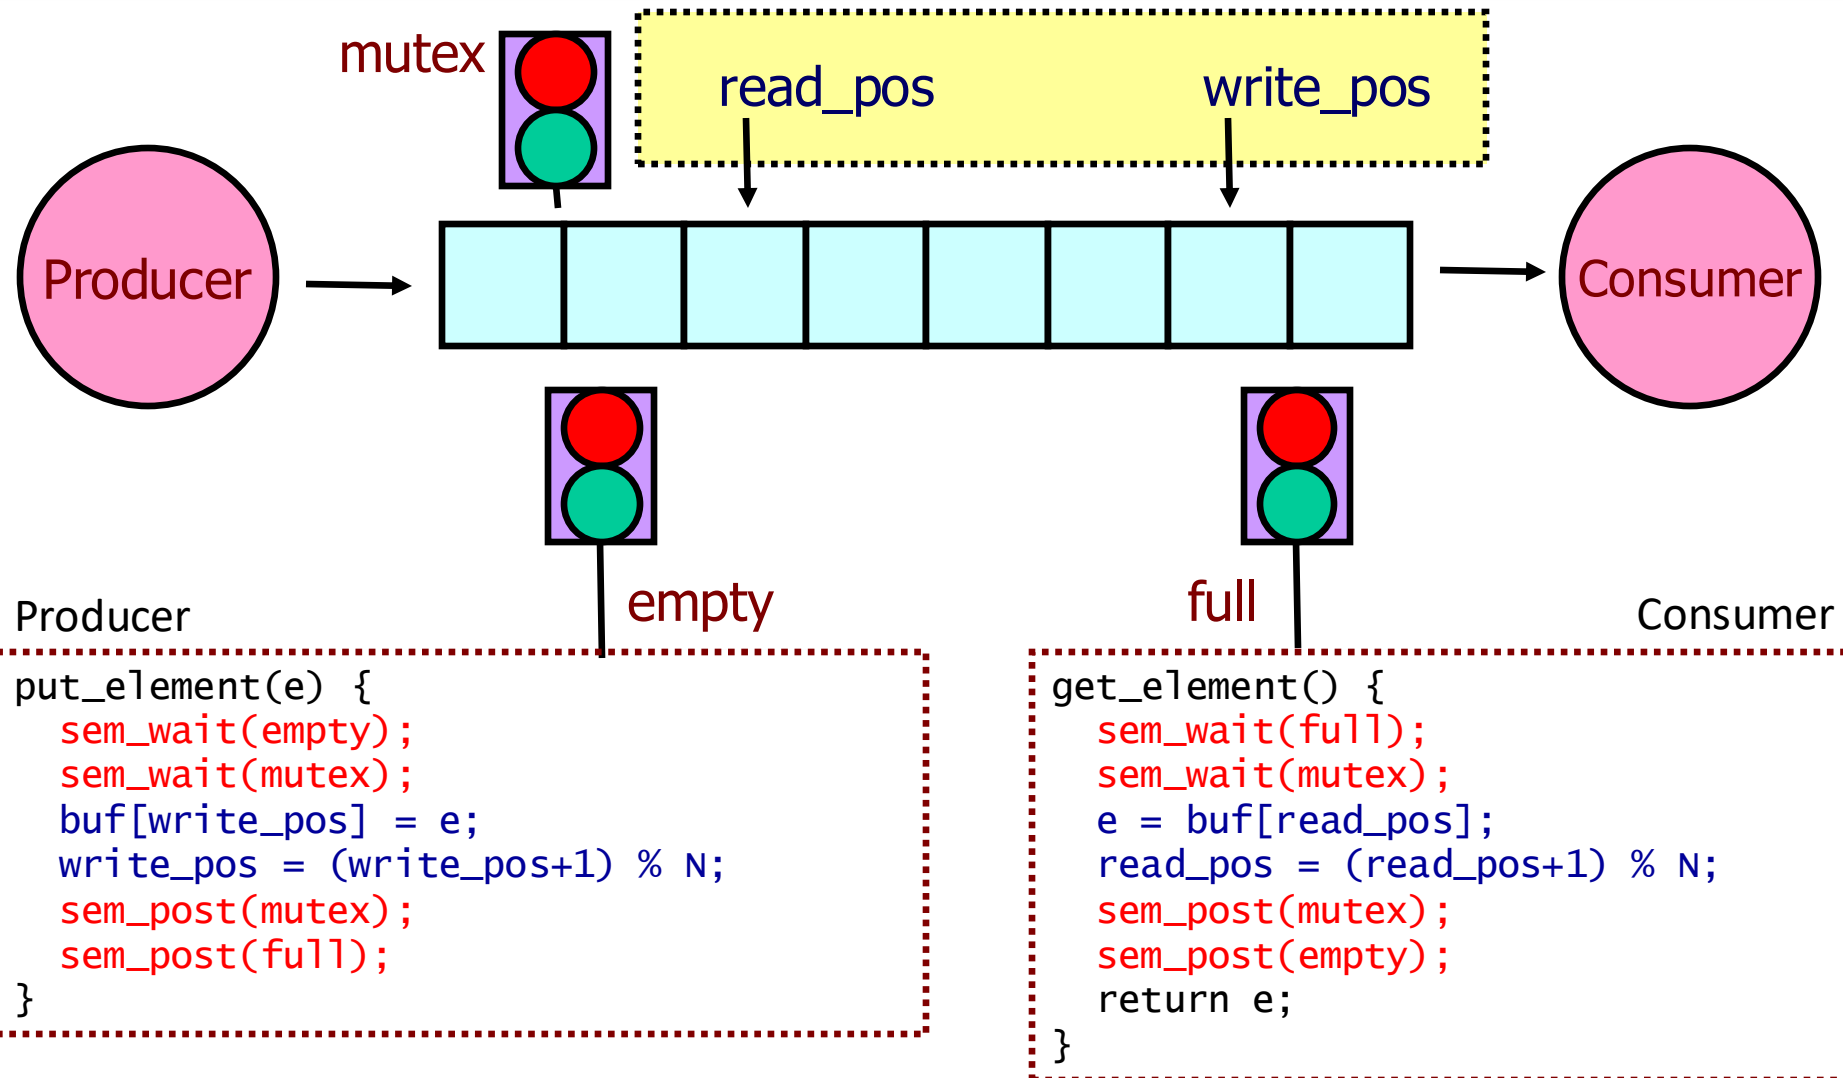 mutex
read_pos write_pos
Producer
Consumer
empty
full
Producer
put_element(e) {
sem_wait(empty);
sem_wait(mutex);
buf[write_pos] = e;
write_pos = (write_pos+1) % N;
sem_post(mutex);
sem_post(full);
}
Consumer
get_element() {
sem_wait(full);
sem_wait(mutex);
e = buf[read_pos];
read_pos = (read_pos+1) % N;
sem_post(mutex);
sem_post(empty);
return e;
}